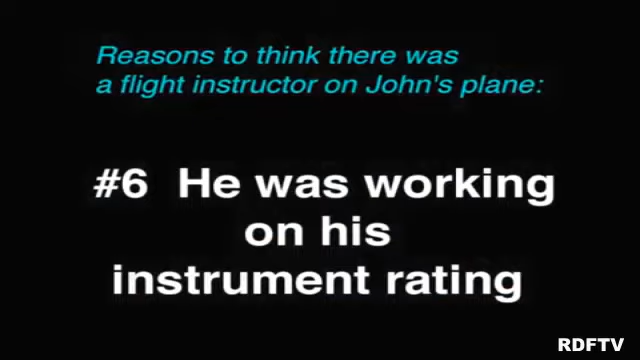 Reasons to think there was
a flight instructor on John's plane:
#6 He was working
on his
instrument rating
RDFTV